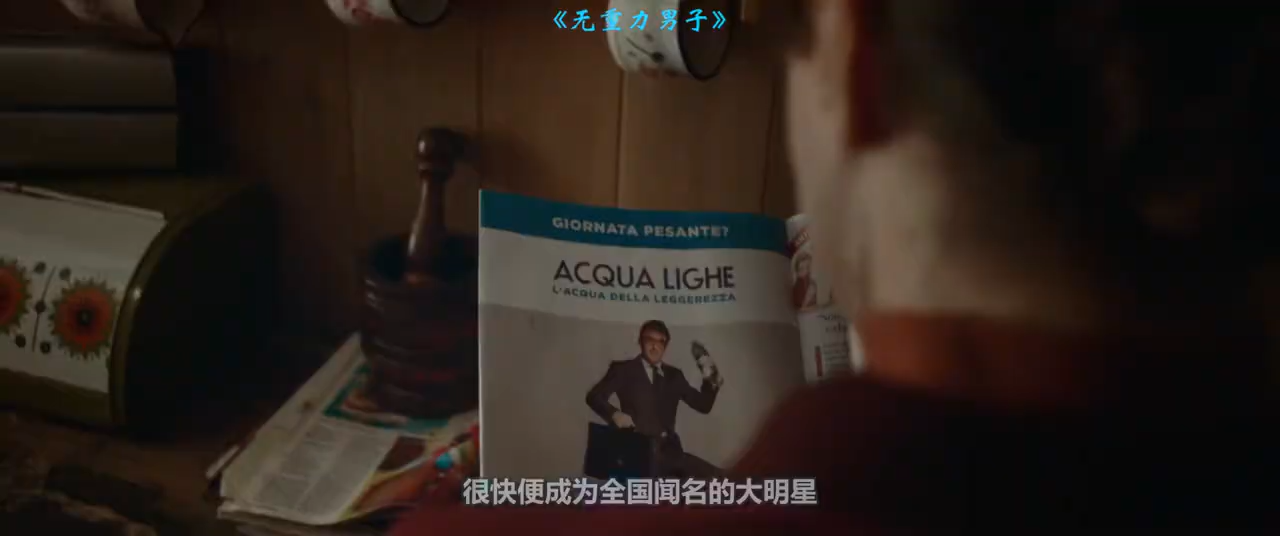 《无重力男子》
GIORNATA PESANTE?
ACQUA LIGHE
L'ACQUA DELLA LEGGEREZZA
很快便成为全国闻名的大明星